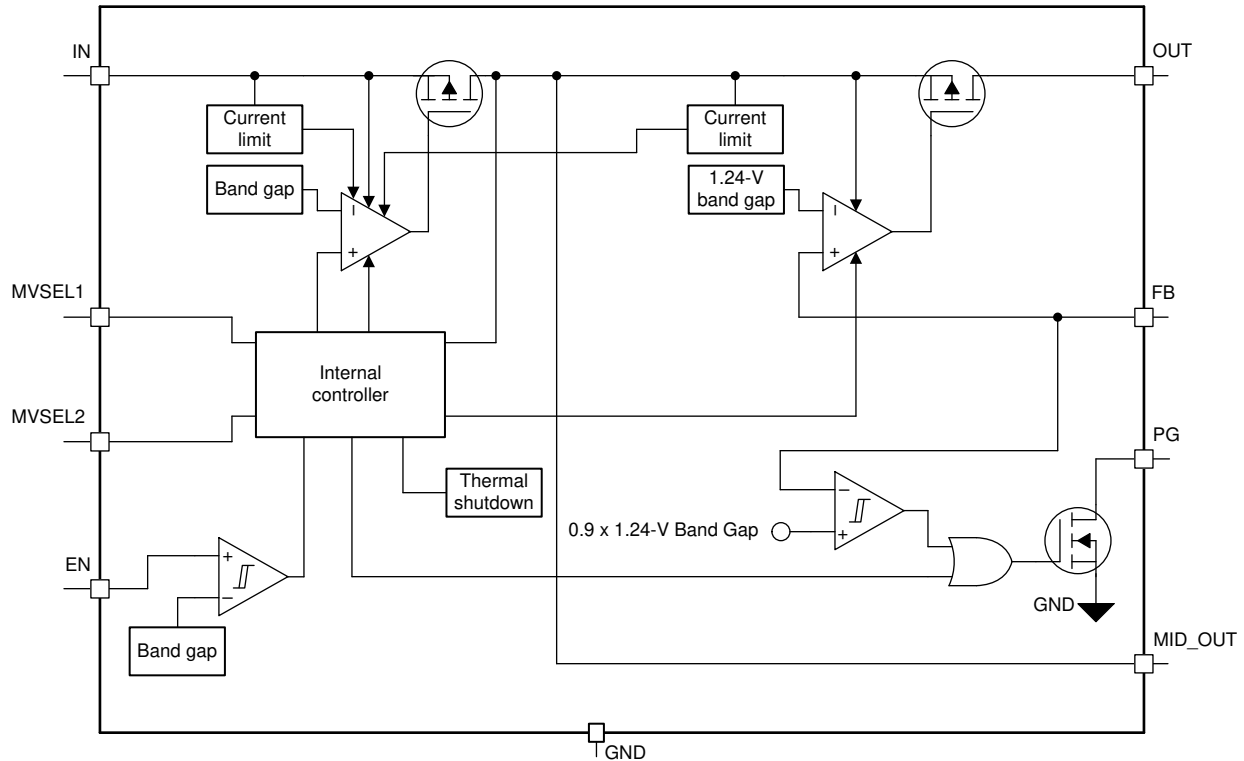 IN
OUT
Current
limit
Current
limit
Band gap
1.24-V
band gap
MVSEL1
FB
Internal
controller
MVSEL2
PG
Thermal
shutdown
0.9 x 1.24-V Band Gap
EN
GND
Band gap
MID_OUT
GND